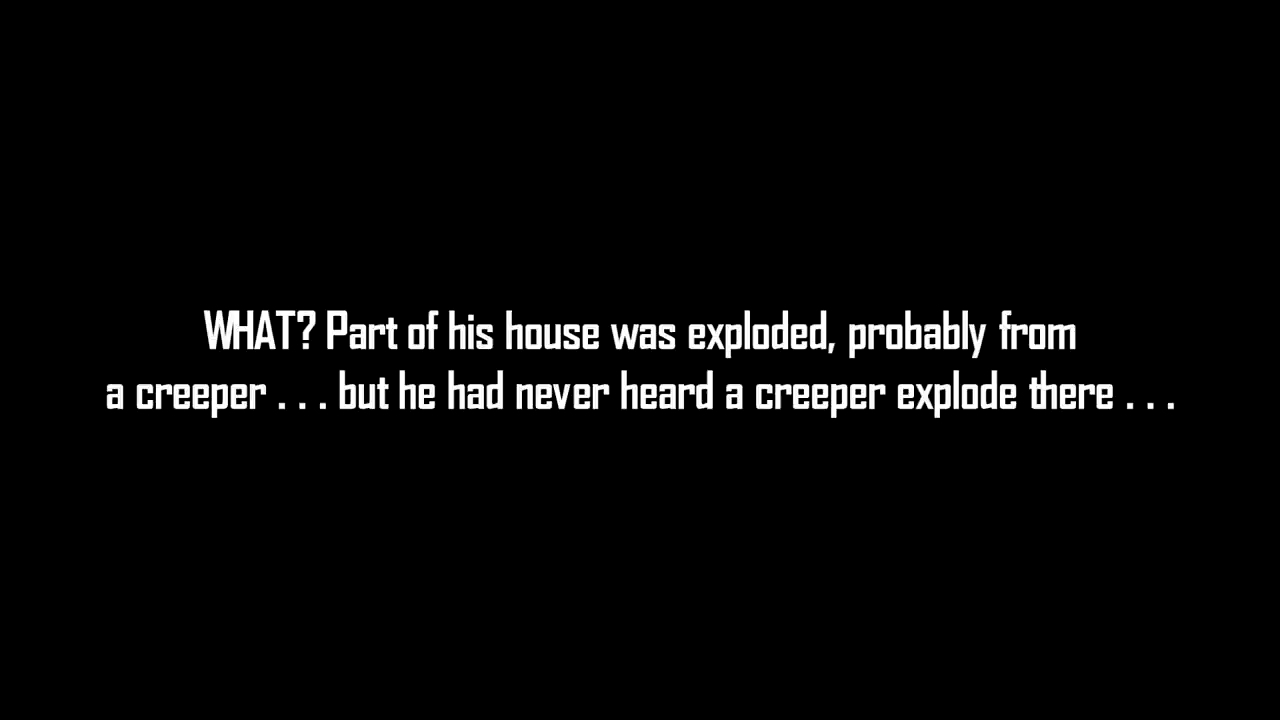 WHAT? Part of his house was exploded, probably from
a creeper . . . but he had never heard a creeper explode there . . .